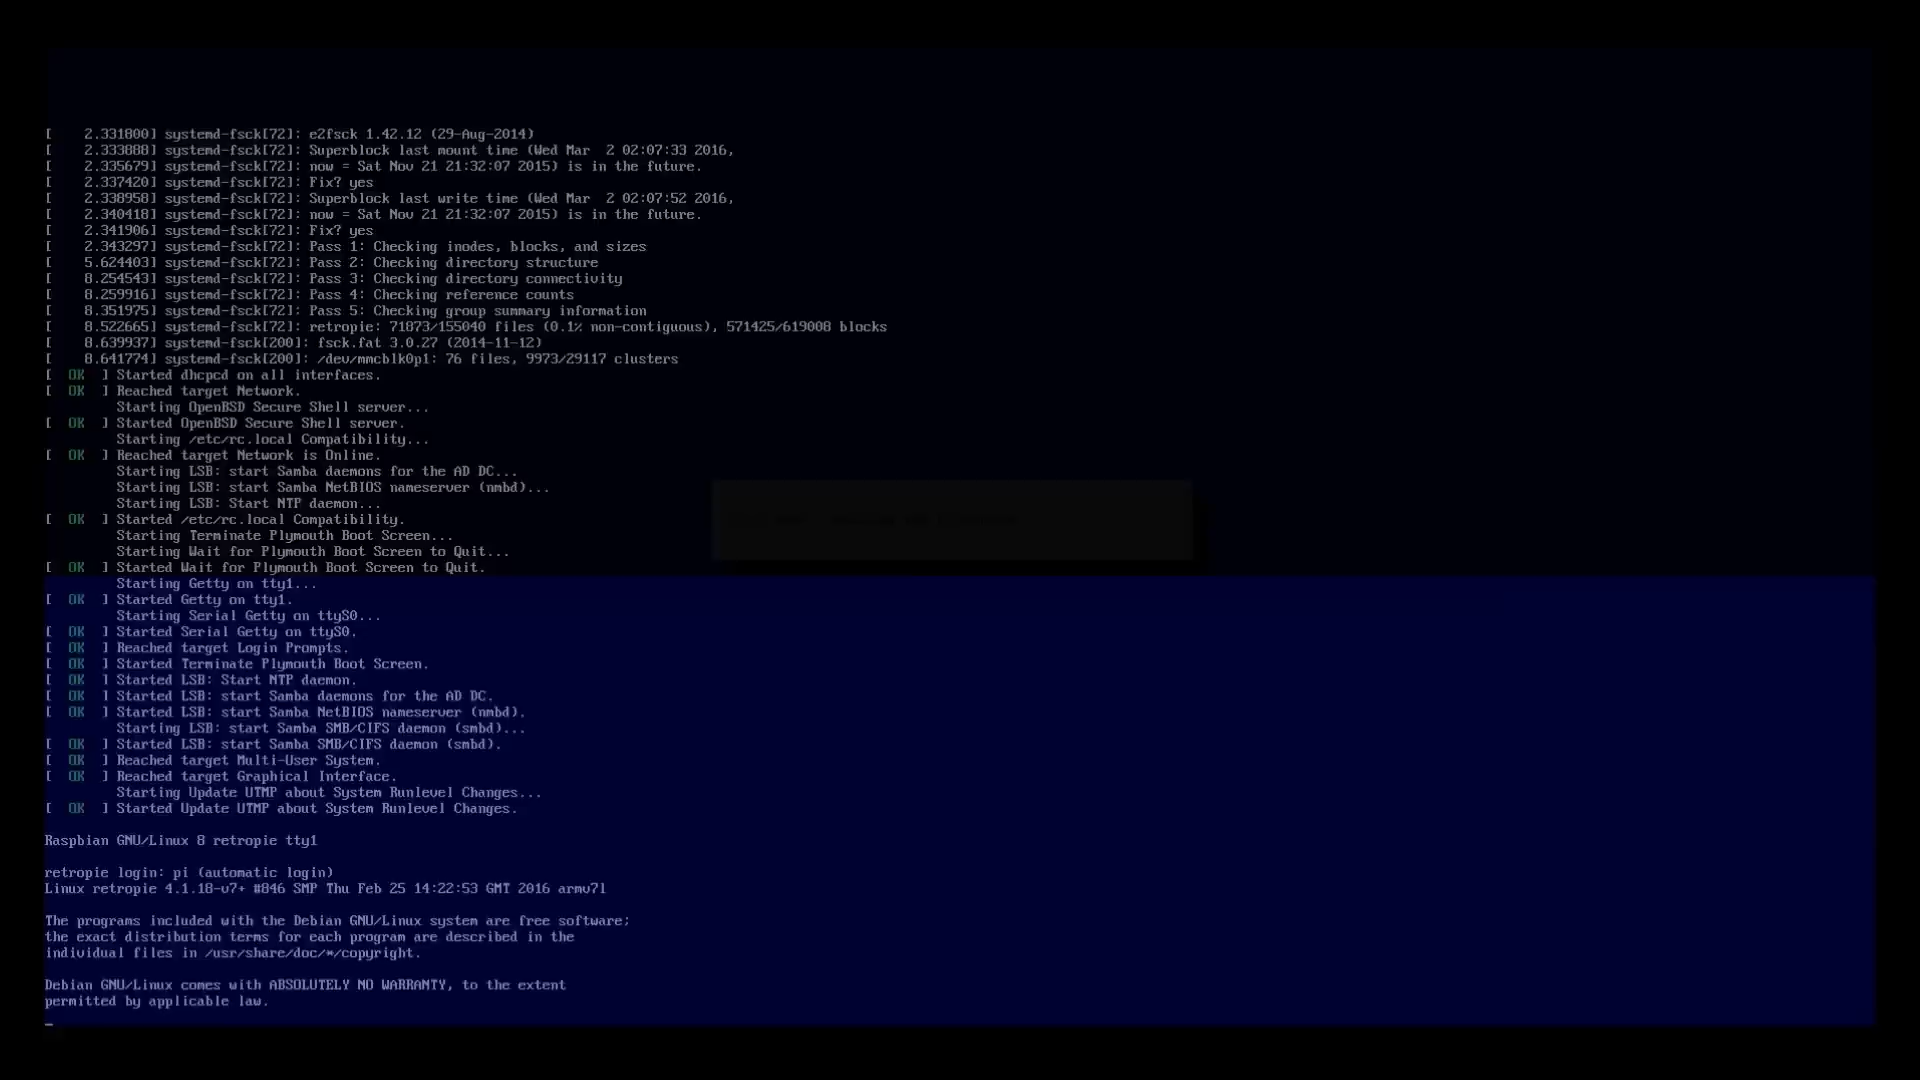 [    2.331800] systemd-fsck[72]: e2fsck 1.42.12 (29-Aug-2014)
[    2.333888] systemd-fsck[72]: Superblock last mount time (Wed Mar  2 02:07:33 2016,
[    2.335679] systemd-fsck[72]: now = Sat Nov 21 21:32:07 2015) is in the future.
[    2.337420] systemd-fsck[72]: Fix? yes
[    2.338958] systemd-fsck[72]: Superblock last write time (Wed Mar  2 02:07:52 2016,
[    2.340418] systemd-fsck[72]: now = Sat Nov 21 21:32:07 2015) is in the future.
[    2.341906] systemd-fsck[72]: Fix? yes
[    2.343297] systemd-fsck[72]: Pass 1: Checking inodes, blocks, and sizes
[    5.624403] systemd-fsck[72]: Pass 2: Checking directory structure
[    8.254543] systemd-fsck[72]: Pass 3: Checking directory connectivity
[    8.259916] systemd-fsck[72]: Pass 4: Checking reference counts
[    8.351975] systemd-fsck[72]: Pass 5: Checking group summary information
[    8.522665] systemd-fsck[72]: retropie: 71873/155040 files (0.1% non-contiguous), 571425/619008 blocks
[    8.639937] systemd-fsck[200]: fsck.fat 3.0.27 (2014-11-12)
[    8.641774] systemd-fsck[200]: /dev/mmcblk0p1: 76 files, 9973/29117 clusters
[  OK  ] Started dhcpcd on all interfaces.
[  OK  ] Reached target Network.
         Starting OpenBSD Secure Shell server...
[  OK  ] Started OpenBSD Secure Shell server.
         Starting /etc/rc.local Compatibility...
[  OK  ] Reached target Network is Online.
         Starting LSB: start Samba daemons for the AD DC...
         Starting LSB: start Samba NetBIOS nameserver (nmbd)...
         Starting LSB: Start NTP daemon...
[  OK  ] Started /etc/rc.local Compatibility.
         Starting Terminate Plymouth Boot Screen...
         Starting Wait for Plymouth Boot Screen to Quit...
[  OK  ] Started Wait for Plymouth Boot Screen to Quit.
         Starting Getty on tty1...
[  OK  ] Started Getty on tty1.
         Starting Serial Getty on ttyS0...
[  OK  ] Started Serial Getty on ttyS0.
[  OK  ] Reached target Login Prompts.
[  OK  ] Started Terminate Plymouth Boot Screen.
[  OK  ] Started LSB: Start NTP daemon.
[  OK  ] Started LSB: start Samba daemons for the AD DC.
[  OK  ] Started LSB: start Samba NetBIOS nameserver (nmbd).
         Starting LSB: start Samba SMB/CIFS daemon (smbd)...
[  OK  ] Started LSB: start Samba SMB/CIFS daemon (smbd).
[  OK  ] Reached target Multi-User System.
[  OK  ] Reached target Graphical Interface.
         Starting Update UTMP about System Runlevel Changes...
[  OK  ] Started Update UTMP about System Runlevel Changes.
Raspbian GNU/Linux 8 retropie tty1
retropie login: pi (automatic login)
Linux retropie 4.1.18-v7+ #846 SMP Thu Feb 25 14:22:53 GMT 2016 armv7l
The programs included with the Debian GNU/Linux system are free software;
the exact distribution terms for each program are described in the
individual files in /usr/share/doc/*/copyright.
Debian GNU/Linux comes with ABSOLUTELY NO WARRANTY, to the extent
permitted by applicable law.